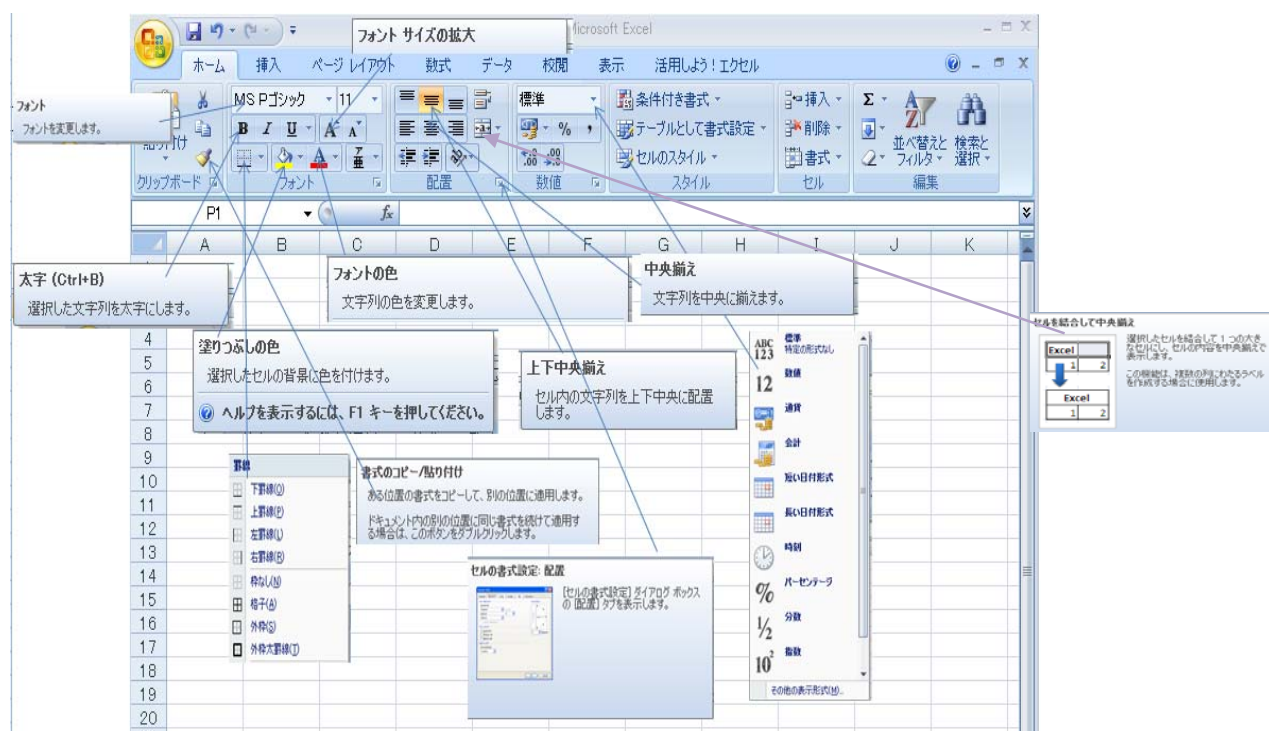 フォント サイズの拡大
Microsoft Excel
ホーム 挿入 ページ レイアウト 数式 データ 校閲 表示 活用しよう!エクセル
フォント
フォントを変更します。
MS Pゴシック 11
標準
条件付き書式
挿入
B I U
%
テーブルとして書式設定
削除
並べ替えと
フィルタ
検索と
選択
セルのスタイル
書式
クリップボード フォント 配置 数値 スタイル セル 編集
P1 fx
A B C D E F G H I J K
太字 (Ctrl+B)
選択した文字列を太字にします。
フォントの色
文字列の色を変更します。
中央揃え
文字列を中央に揃えます。
セルを結合して中央揃え
選択したセルを結合して 1 つの大き
なセルにし、セルの内容を中央揃えで
表示します。
この機能は、複数の列にわたるラベル
を作成する場合に使用します。
Excel
1 2
Excel
1 2
塗りつぶしの色
選択したセルの背景に色を付けます。
ヘルプを表示するには、F1 キーを押してください。
上下中央揃え
セル内の文字列を上下中央に配置
します。
ABC
123
標準
特定の形式なし
12 数値
通貨
会計
短い日付形式
長い日付形式
時刻
% パーセンテージ
1/2 分数
10² 指数
その他の表示形式(M)...
罫線
下罫線(O)
上罫線(P)
左罫線(L)
右罫線(R)
枠なし(N)
格子(A)
外枠(S)
外枠太罫線(T)
書式のコピー/貼り付け
ある位置の書式をコピーして、別の位置に適用します。
ドキュメント内の別の位置に同じ書式を続けて適用す
る場合は、このボタンをダブルクリックします。
セルの書式設定: 配置
[セルの書式設定] ダイアログ ボックス
の [配置] タブを表示します。
4
5
6
7
8
9
10
11
12
13
14
15
16
17
18
19
20